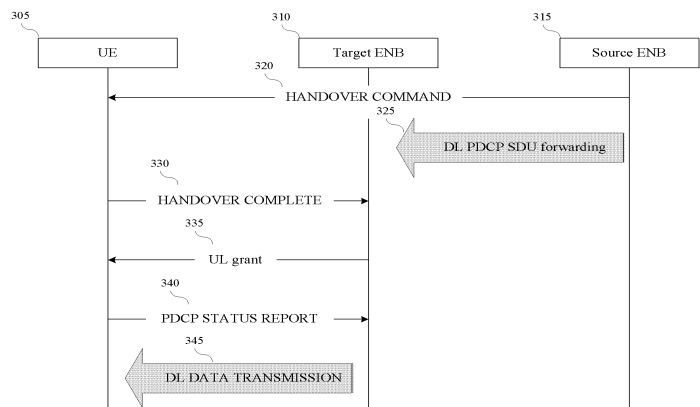 305
310
315
UE
Target ENB
Source ENB
320
HANDOVER COMMAND
325
DL PDCP SDU forwarding
330
HANDOVER COMPLETE
335
UL grant
340
PDCP STATUS REPORT
345
DL DATA TRANSMISSION